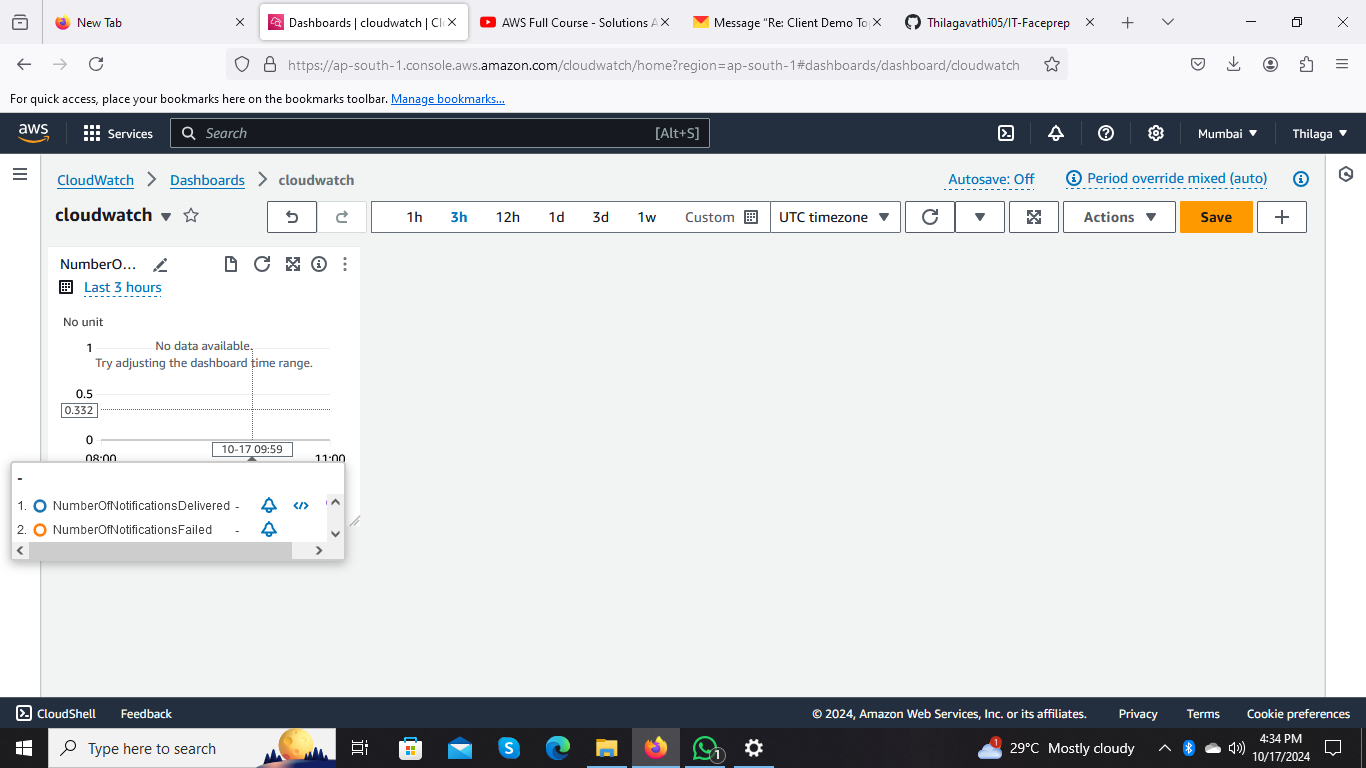 New Tab
Dashboards | cloudwatch | Cl
AWS Full Course - Solutions A
Message "Re: Client Demo To
Thilagavathi05/IT-Faceprep
https://ap-south-1.console.aws.amazon.com/cloudwatch/home?region=ap-south-1#dashboards/dashboard/cloudwatch
For quick access, place your bookmarks here on the bookmarks toolbar. Manage bookmarks...
aws
Services
Search
[Alt+S]
Mumbai
Thilaga
CloudWatch
Dashboards
cloudwatch
Autosave: Off
Period override mixed (auto)
cloudwatch
1h
3h
12h
1d
3d
1w
Custom
UTC timezone
Actions
Save
NumberO...
Last 3 hours
No unit
No data available.
Try adjusting the dashboard time range.
1
0.5
0.332
0
10-17 09:59
08:00
11:00
-
1. NumberOfNotificationsDelivered -
2. NumberOfNotificationsFailed -
CloudShell
Feedback
© 2024, Amazon Web Services, Inc. or its affiliates.
Privacy
Terms
Cookie preferences
Type here to search
1
1
29°C Mostly cloudy
4:34 PM
10/17/2024